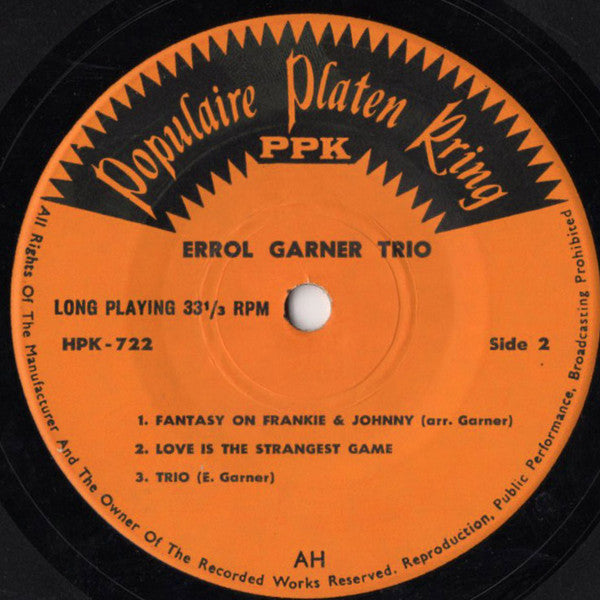 Populaire Platen Kring
PPK
ERROL GARNER TRIO
LONG PLAYING 33 1/3 RPM
HPK-722
Side 2
1. FANTASY ON FRANKIE & JOHNNY (arr. Garner)
2. LOVE IS THE STRANGEST GAME
3. TRIO (E. Garner)
AH
All Rights Of The Manufacturer And The Owner Of The Recorded Works Reserved. Reproduction, Public Performance, Broadcasting Prohibited